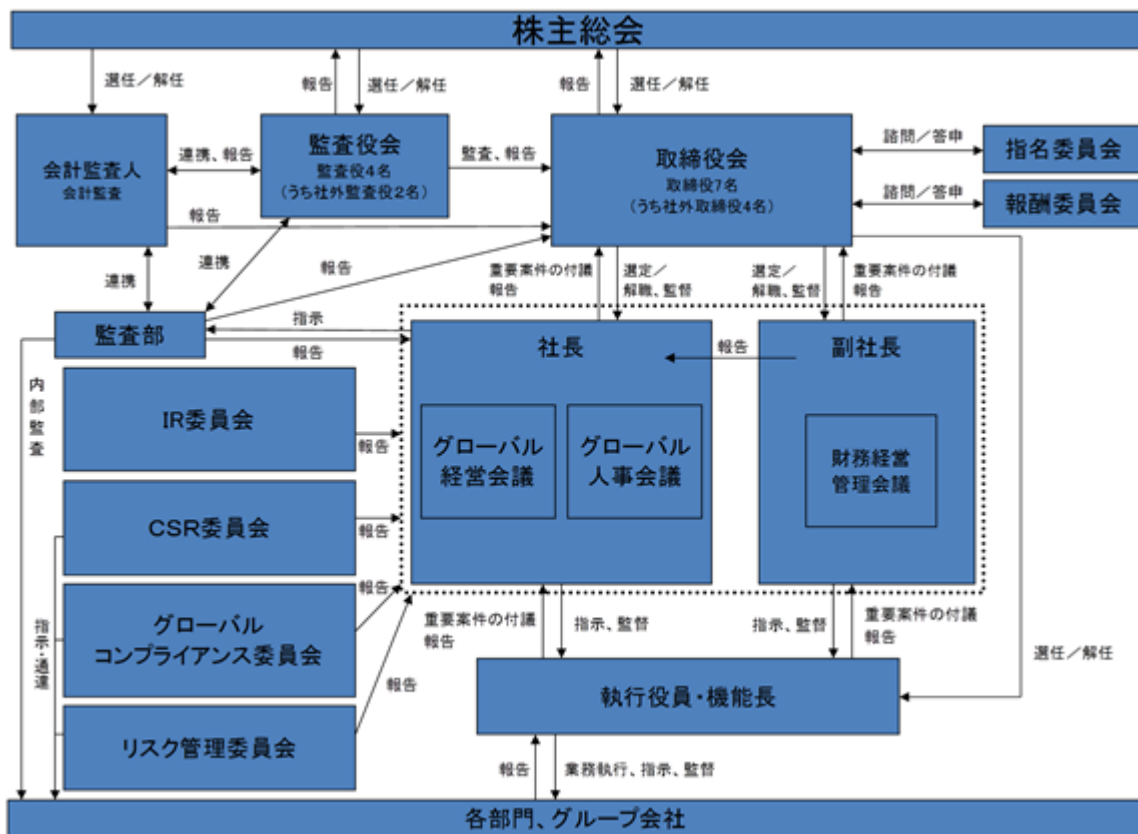 株主総会
選任／解任
報告
選任／解任
報告
選任／解任
会計監査人
会計監査
連携、報告
監査役会
監査役4名
（うち社外監査役2名）
監査、報告
取締役会
取締役7名
（うち社外取締役4名）
諮問／答申
指名委員会
諮問／答申
報酬委員会
報告
連携
連携
報告
重要案件の付議
報告
選定／
解職、監督
選定／
解職、監督
重要案件の付議
報告
監査部
指示
報告
社長
報告
副社長
内部監査
IR委員会
報告
グローバル
経営会議
グローバル
人事会議
財務経営
管理会議
CSR委員会
報告
グローバル
コンプライアンス委員会
報告
指示・通達
リスク管理委員会
報告
重要案件の付議
報告
指示、監督
指示、監督
重要案件の付議
報告
選任／解任
執行役員・機能長
報告
業務執行、指示、監督
各部門、グループ会社